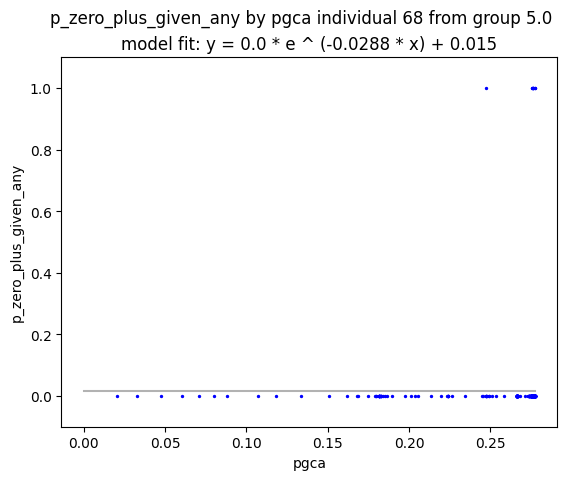 p_zero_plus_given_any by pgca individual 68 from group 5.0
model fit: y = 0.0 * e ^ (-0.0288 * x) + 0.015
1.0
0.8
0.6
0.4
0.2
0.0
p_zero_plus_given_any
0.00 0.05 0.10 0.15 0.20 0.25
pgca